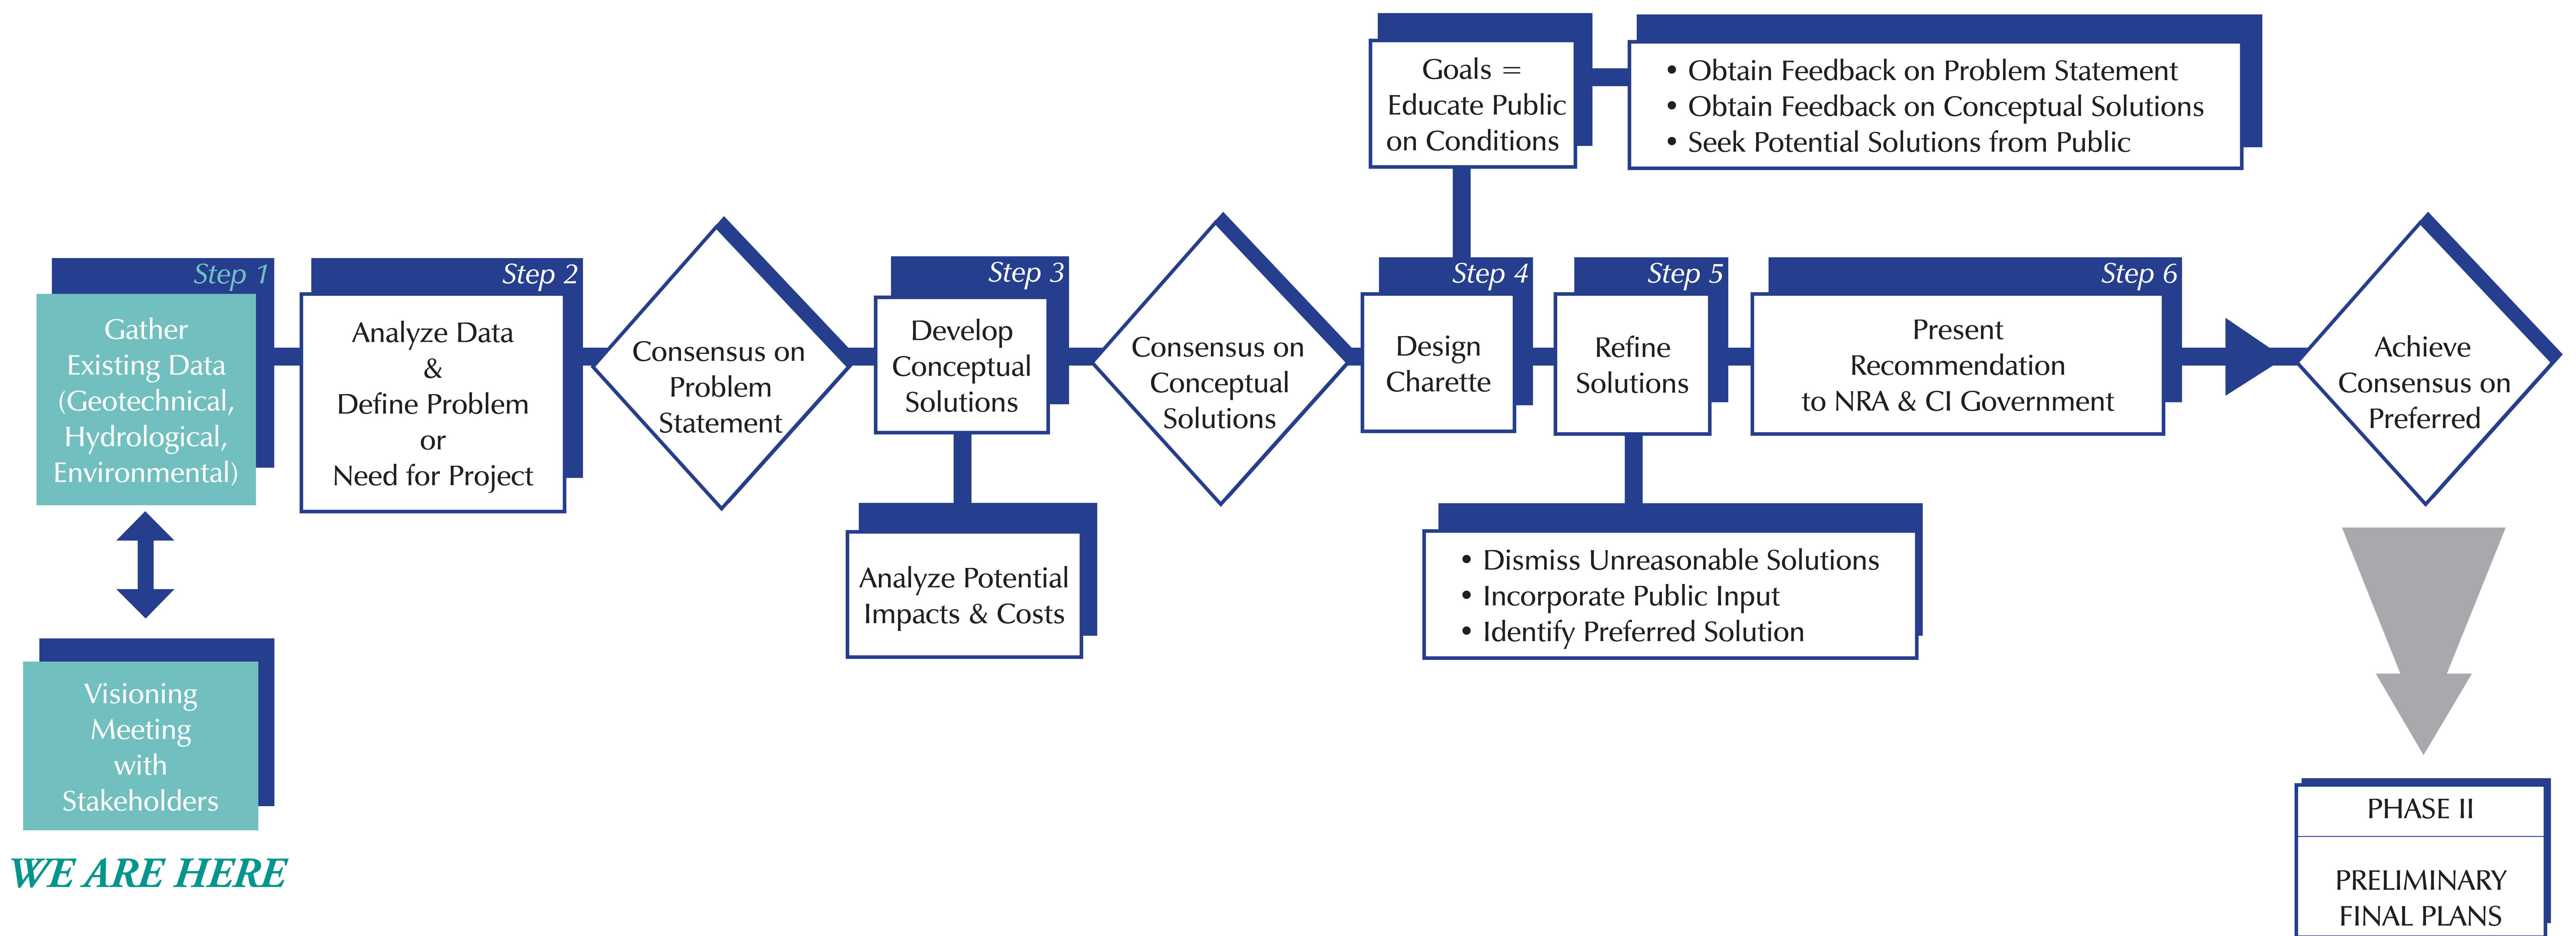 Goals =
Educate Public
on Conditions
• Obtain Feedback on Problem Statement
• Obtain Feedback on Conceptual Solutions
• Seek Potential Solutions from Public
Step 1
Gather
Existing Data
(Geotechnical,
Hydrological,
Environmental)
Step 2
Analyze Data
&
Define Problem
or
Need for Project
Consensus on
Problem
Statement
Step 3
Develop
Conceptual
Solutions
Consensus on
Conceptual
Solutions
Step 4
Design
Charette
Step 5
Refine
Solutions
Step 6
Present
Recommendation
to NRA & CI Government
Achieve
Consensus on
Preferred
Analyze Potential
Impacts & Costs
• Dismiss Unreasonable Solutions
• Incorporate Public Input
• Identify Preferred Solution
Visioning
Meeting
with
Stakeholders
WE ARE HERE
PHASE II
PRELIMINARY
FINAL PLANS